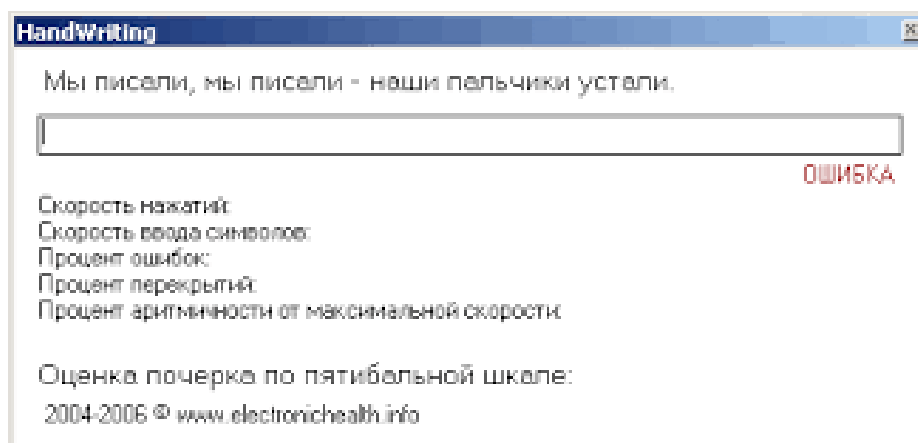 HandWriting
Мы писали, мы писали - наши пальчики устали.
ОШИБКА
Скорость нажатий:
Скорость ввода символов:
Процент ошибок:
Процент перекрытий:
Процент аритмичности от максимальной скорости:
Оценка почерка по пятибальной шкале:
2004-2006 © www.electronichealth.info